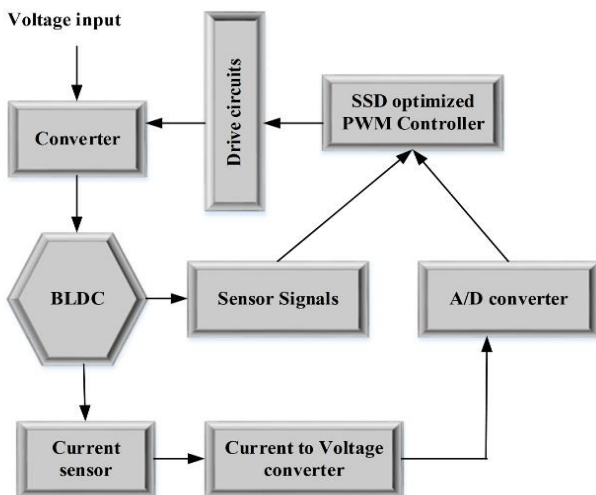 Voltage input
Drive circuits
SSD optimized
PWM Controller
Converter
BLDC
Sensor Signals
A/D converter
Current
sensor
Current to Voltage
converter